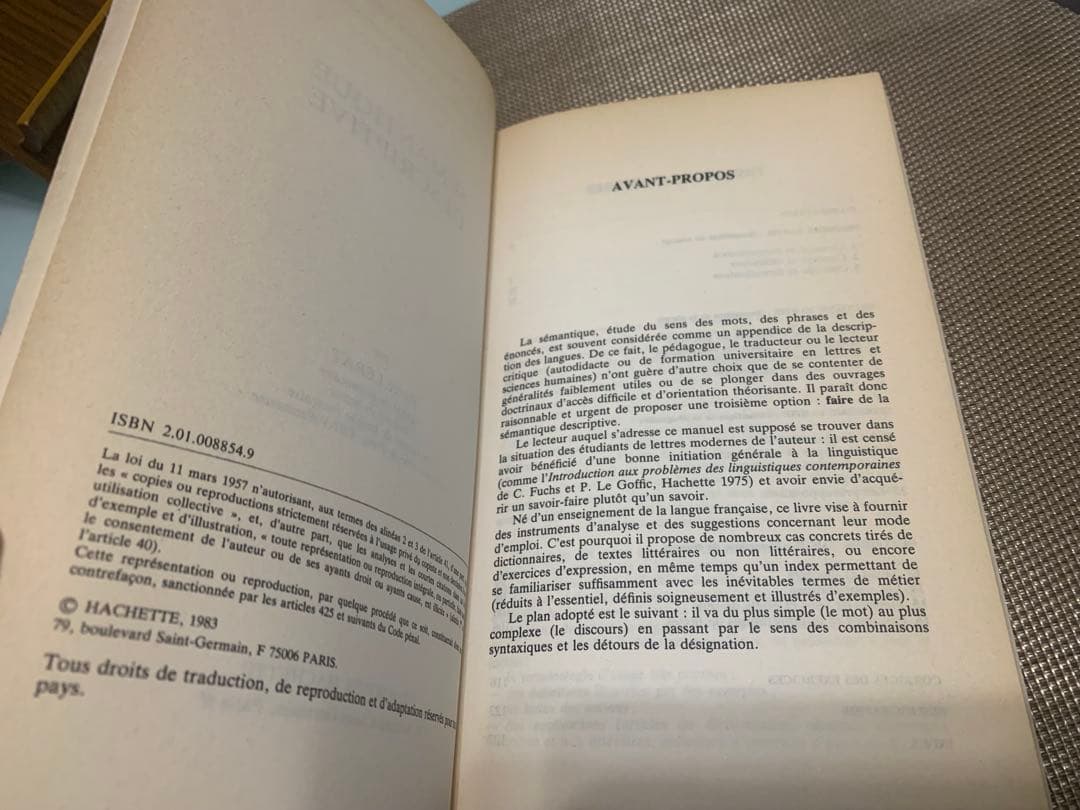 ISBN 2.01.008854.9
La loi du 11 mars 1957 n'autorisant, aux termes des alinéas 2 et 3 de l'article 41, d'une part,
les « copies ou reproductions strictement réservées à l'usage privé du copiste et non destinées
utilisation collective », et, d'autre part, que les analyses et les courtes citations dans un
d'exemple et d'illustration, « toute représentation ou reproduction intégrale, ou partielle,
le consentement de l'auteur ou de ses ayants droit ou ayants cause, est illicite »
l'article 40).
Cette représentation ou reproduction, par quelque procédé que ce soit, constituerait
contrefaçon, sanctionnée par les articles 425 et suivants du Code pénal.
© HACHETTE, 1983
79, boulevard Saint-Germain, F 75006 PARIS.
Tous droits de traduction, de reproduction et d'adaptation réservés pour
pays.
AVANT-PROPOS
La sémantique, étude du sens des mots, des phrases et des
énoncés, est souvent considérée comme un appendice de la descrip-
tion des langues. De ce fait, le pédagogue, le traducteur ou le lecteur
critique (autodidacte ou de formation universitaire en lettres et
sciences humaines) n'ont guère d'autre choix que de se contenter de
généralités faiblement utiles ou de se plonger dans des ouvrages
doctrinaux d'accès difficile et d'orientation théorisante. Il paraît donc
raisonnable et urgent de proposer une troisième option : faire de la
sémantique descriptive.
Le lecteur auquel s'adresse ce manuel est supposé se trouver dans
la situation des étudiants de lettres modernes de l'auteur : il est censé
avoir bénéficié d'une bonne initiation générale à la linguistique
(comme l'Introduction aux problèmes des linguistiques contemporaines
de C. Fuchs et P. Le Goffic, Hachette 1975) et avoir envie d'acqué-
rir un savoir-faire plutôt qu'un savoir.
Né d'un enseignement de la langue française, ce livre vise à fournir
des instruments d'analyse et des suggestions concernant leur mode
d'emploi. C'est pourquoi il propose de nombreux cas concrets tirés de
dictionnaires, de textes littéraires ou non littéraires, ou encore
d'exercices d'expression, en même temps qu'un index permettant de
se familiariser suffisamment avec les inévitables termes de métier
(réduits à l'essentiel, définis soigneusement et illustrés d'exemples).
Le plan adopté est le suivant : il va du plus simple (le mot) au plus
complexe (le discours) en passant par le sens des combinaisons
syntaxiques et les détours de la désignation.